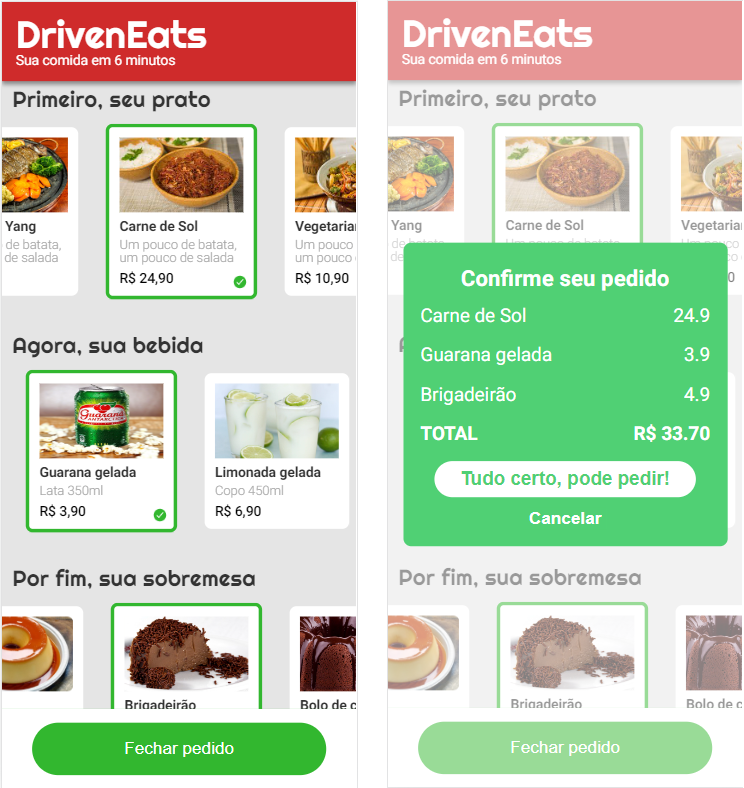 DrivenEats
Sua comida em 6 minutos
Primeiro, seu prato
Yang
de batata,
de salada
Carne de Sol
Um pouco de batata,
um pouco de salada
R$ 24,90
Vegetarian
Um pouco
um pouco
R$ 10,90
Agora, sua bebida
Guaraná
ANTARCTICA
Guarana gelada
Lata 350ml
R$ 3,90
Limonada gelada
Copo 450ml
R$ 6,90
Por fim, sua sobremesa
Brigadeirão
Bolo de c
Fechar pedido
DrivenEats
Sua comida em 6 minutos
Primeiro, seu prato
Yang
de batata
de
Carne de Sol
Um pouco de batata,
Vegetarian
Um pouco
0
A
Confirme seu pedido
Carne de Sol 24.9
Guarana gelada 3.9
Brigadeirão 4.9
TOTAL R$ 33.70
Tudo certo, pode pedir!
Cancelar
Por fim, sua sobremesa
Brigadeirão
Bolo de c
Fechar pedido